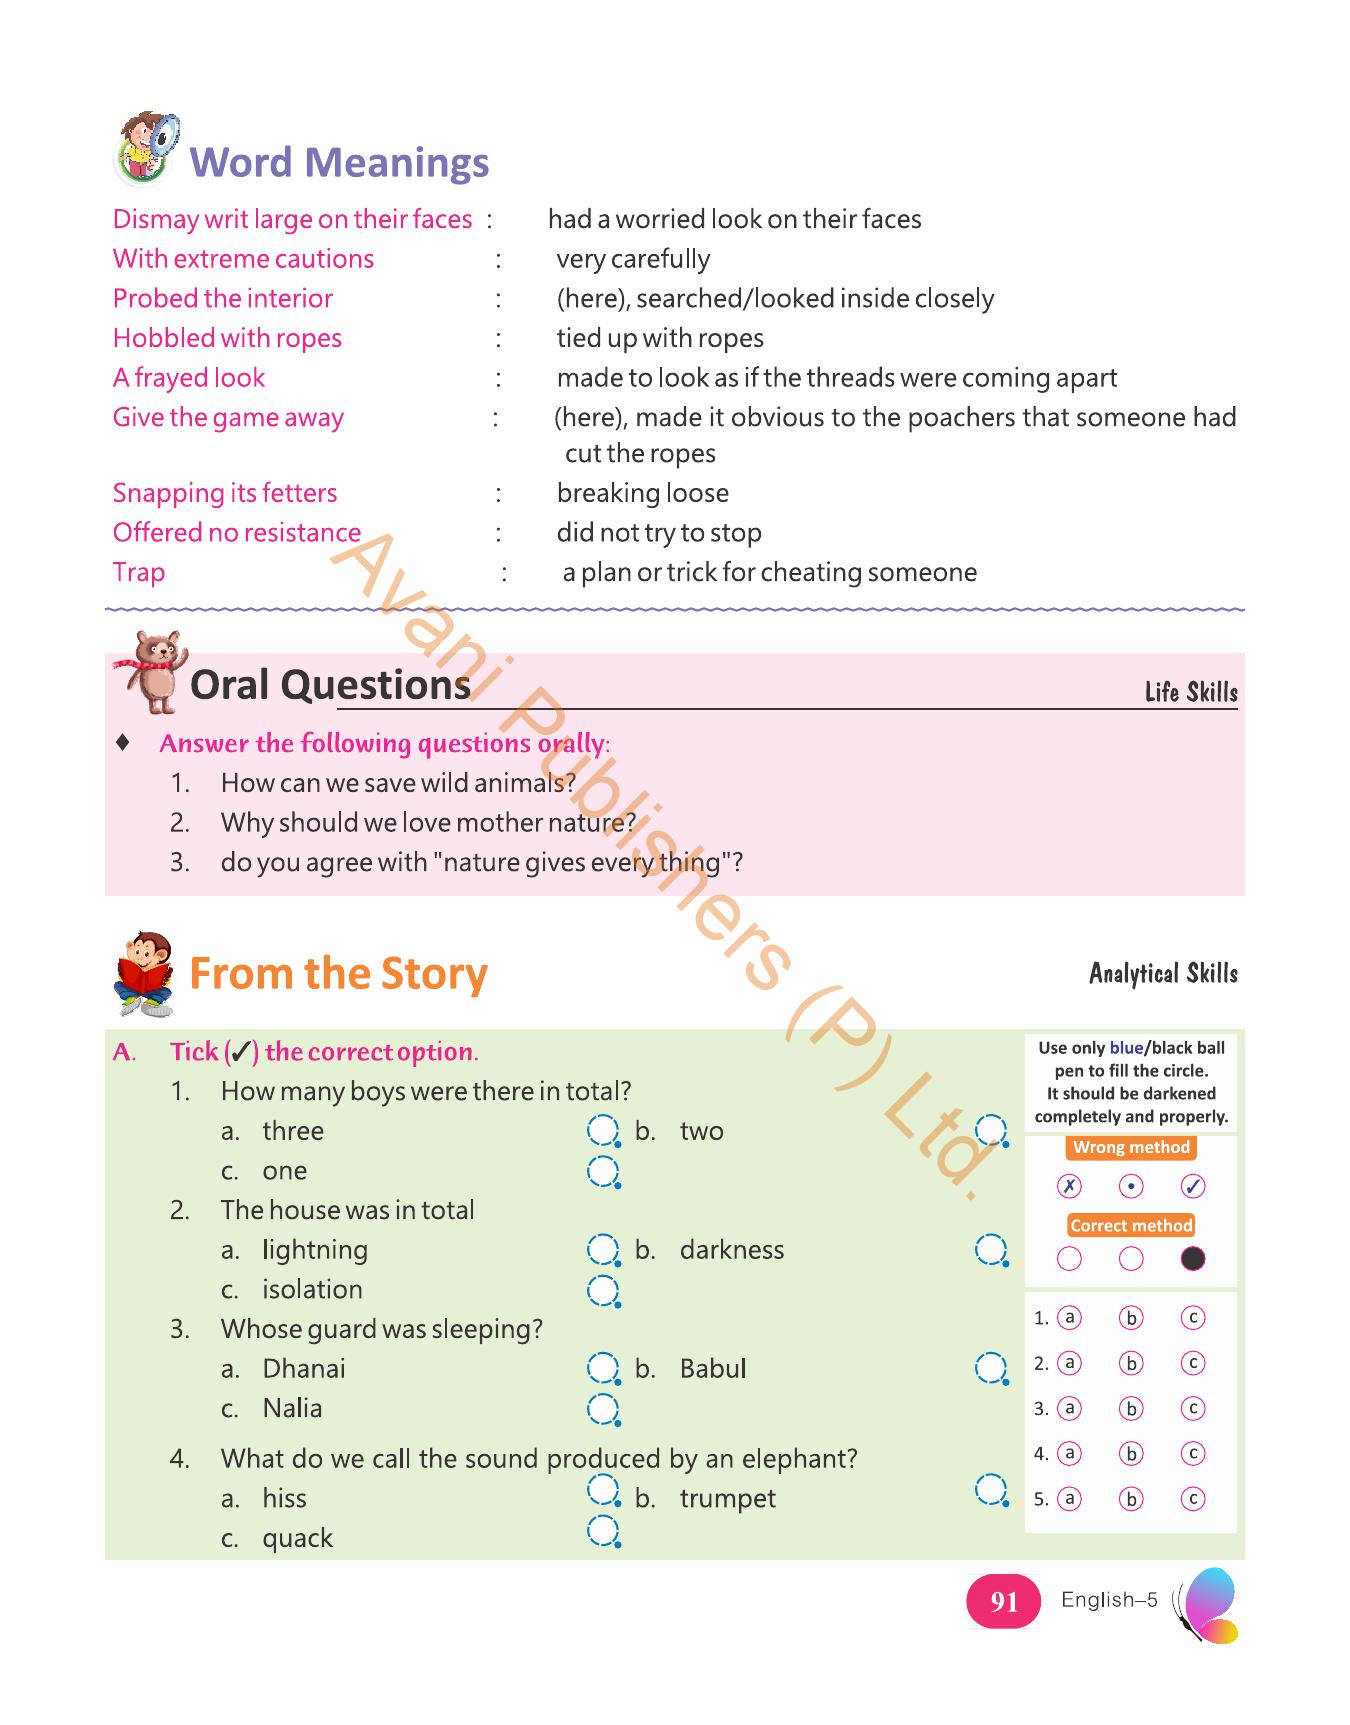 Word Meanings
Dismay writ large on their faces : had a worried look on their faces
With extreme cautions : very carefully
Probed the interior : (here), searched/looked inside closely
Hobbled with ropes : tied up with ropes
A frayed look : made to look as if the threads were coming apart
Give the game away : (here), made it obvious to the poachers that someone had
cut the ropes
Snapping its fetters : breaking loose
Offered no resistance : did not try to stop
Trap : a plan or trick for cheating someone
Oral Questions
Life Skills
♦ Answer the following questions orally:
1. How can we save wild animals?
2. Why should we love mother nature?
3. do you agree with "nature gives every thing"?
From the Story
Analytical Skills
A. Tick (✓) the correct option.
1. How many boys were there in total?
a. three b. two
c. one
2. The house was in total
a. lightning b. darkness
c. isolation
3. Whose guard was sleeping?
a. Dhanai b. Babul
c. Nalia
4. What do we call the sound produced by an elephant?
a. hiss b. trumpet
c. quack
Use only blue/black ball
pen to fill the circle.
It should be darkened
completely and properly.
Wrong method
✗ • ✓
Correct method
1. a b c
2. a b c
3. a b c
4. a b c
5. a b c
91 English–5
Avani Publishers (P) Ltd.